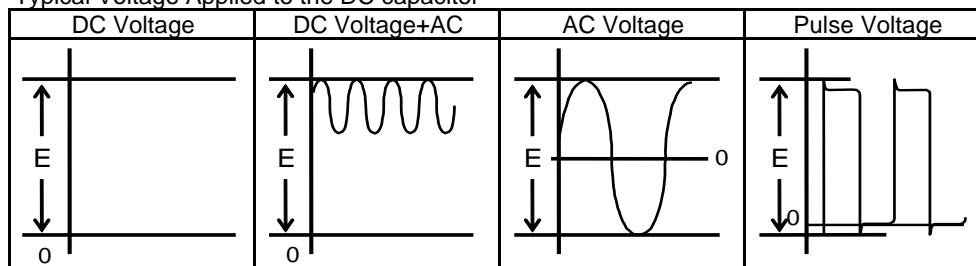 Typical Voltage Applied to the DC capacitor
DC Voltage DC Voltage+AC AC Voltage Pulse Voltage
E E E 0 E
0 0 0